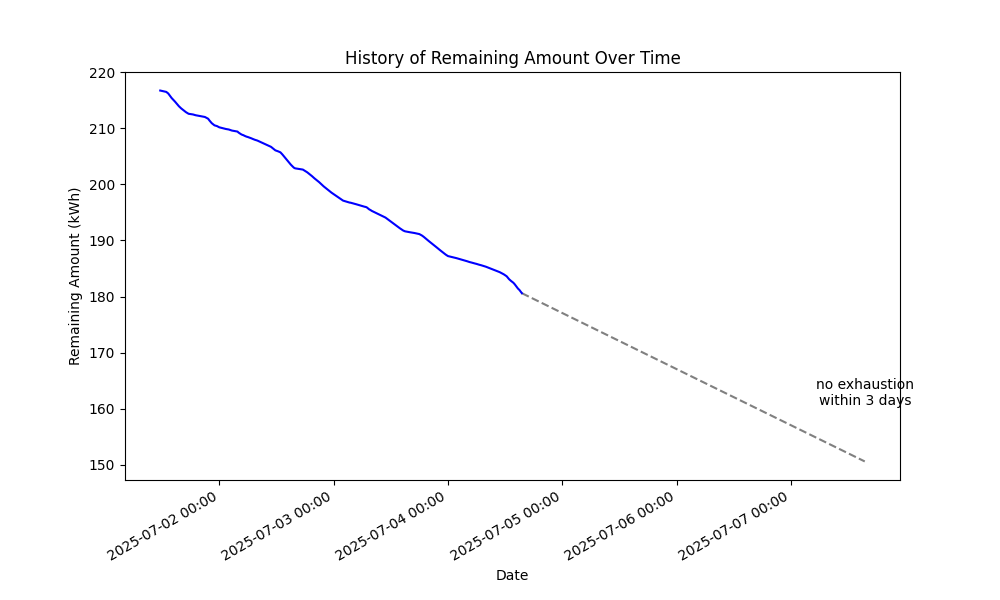 History of Remaining Amount Over Time
220
210
200
190
180
170
160
150
Remaining Amount (kWh)
no exhaustion
within 3 days
2025-07-02 00:00
2025-07-03 00:00
2025-07-04 00:00
2025-07-05 00:00
2025-07-06 00:00
2025-07-07 00:00
Date